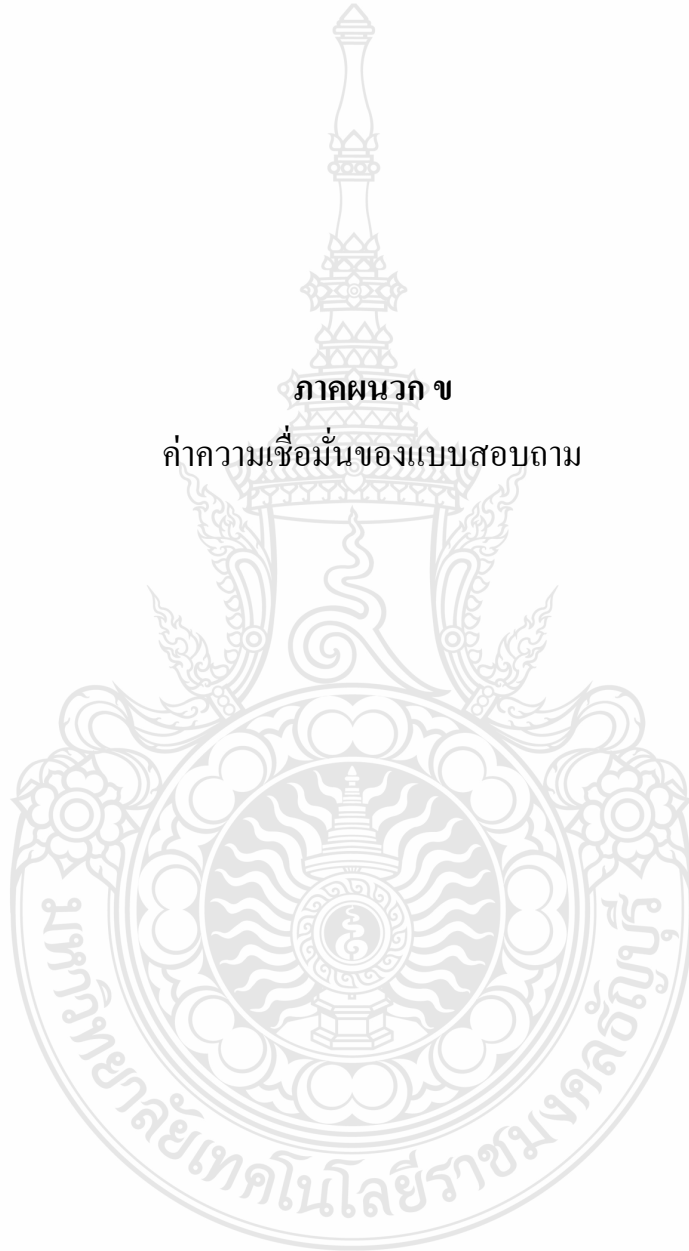 ภาคผนวก ข
ค่าความเชื่อมั่นของแบบสอบถาม
มหาวิทยาลัยเทคโนโลยีราชมงคลธัญบุรี